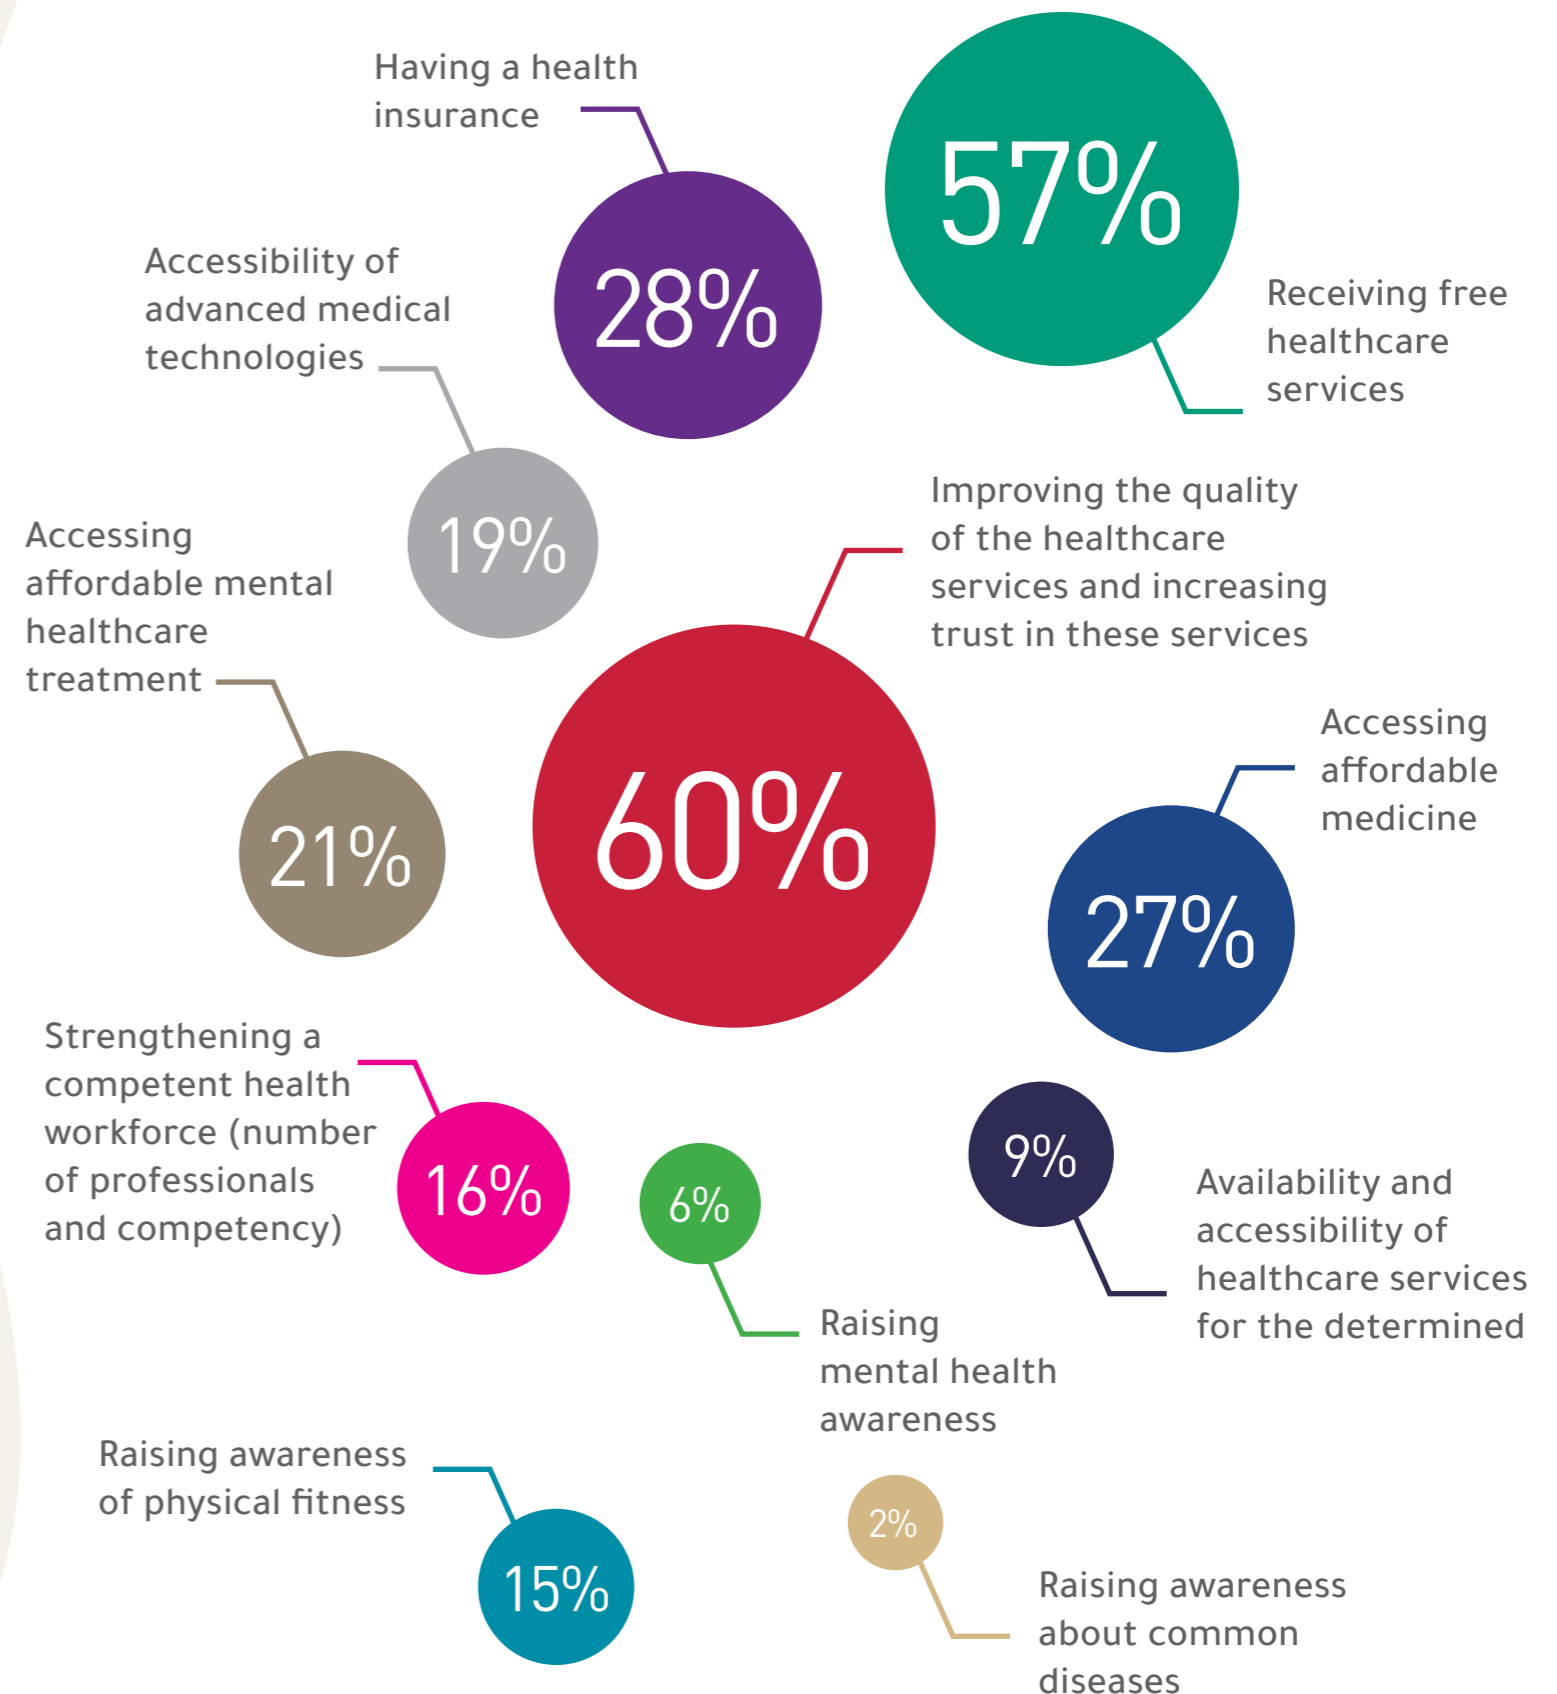 Having a health
insurance
28%
57%
Receiving free
healthcare
services
Accessibility of
advanced medical
technologies
19%
Improving the quality
of the healthcare
services and increasing
trust in these services
60%
Accessing
affordable mental
healthcare
treatment
21%
Accessing
affordable
medicine
27%
Strengthening a
competent health
workforce (number
of professionals
and competency)
16%
6%
Raising
mental health
awareness
9%
Availability and
accessibility of
healthcare services
for the determined
Raising awareness
of physical fitness
15%
2%
Raising awareness
about common
diseases